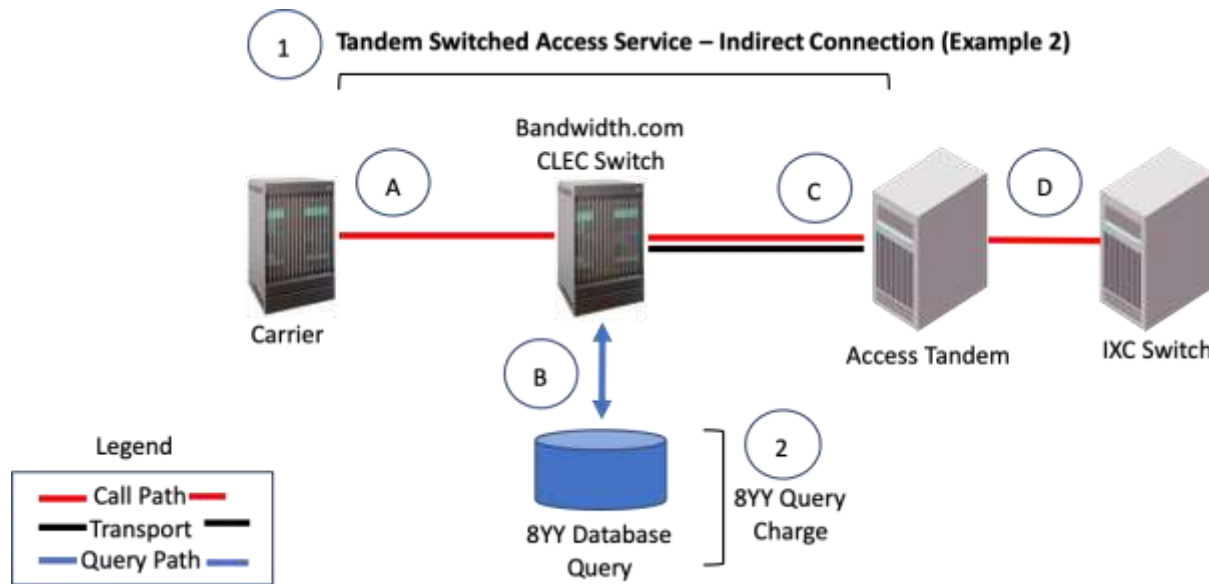 1
Tandem Switched Access Service – Indirect Connection (Example 2)
Bandwidth.com
CLEC Switch
A
C
D
Carrier
Access Tandem
IXC Switch
B
Legend
Call Path
Transport
Query Path
8YY Database
Query
2
8YY Query
Charge